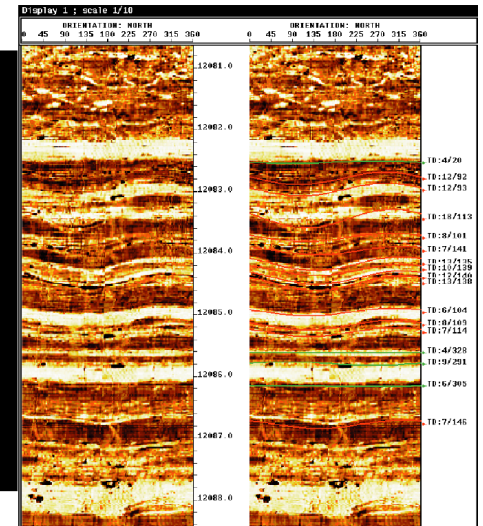 Display 1 ; scale 1/10
ORIENTATION: NORTH ORIENTATION: NORTH
0 45 90 135 180 225 270 315 360 0 45 90 135 180 225 270 315 360
12081.0
12082.0
TD:4/20
TD:12/92
12083.0 TD:12/93
TD:18/113
TD:8/101
12084.0 TD:7/141
TD:10/139
TD:13/138
12085.0 TD:6/104
TD:8/109
TD:7/114
TD:4/328
TD:9/291
12086.0
TD:6/305
TD:7/146
12087.0
12088.0